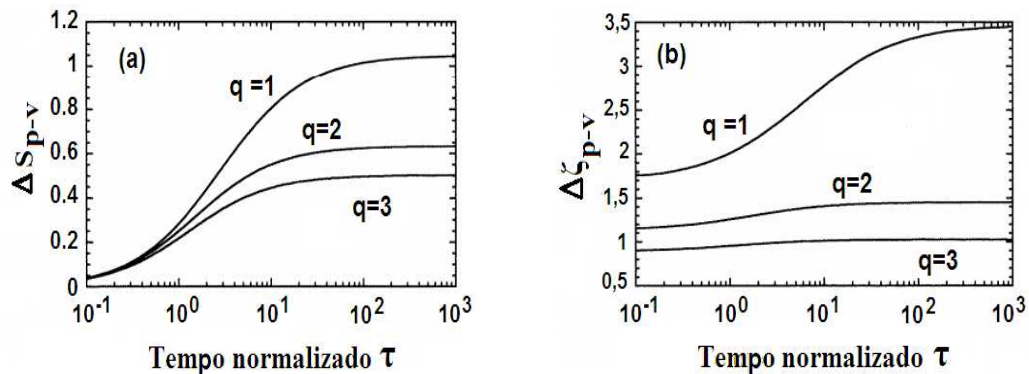 1.2
1
0.8
0.6
0.4
0.2
0
(a)
q =1
q=2
q=3
Δ S p-v
10⁻¹ 10⁰ 10¹ 10² 10³
Tempo normalizado τ
3,5
3
2,5
2
1.5
1
0,5
(b)
q =1
q=2
q=3
Δζ p-v
10⁻¹ 10⁰ 10¹ 10² 10³
Tempo normalizado τ